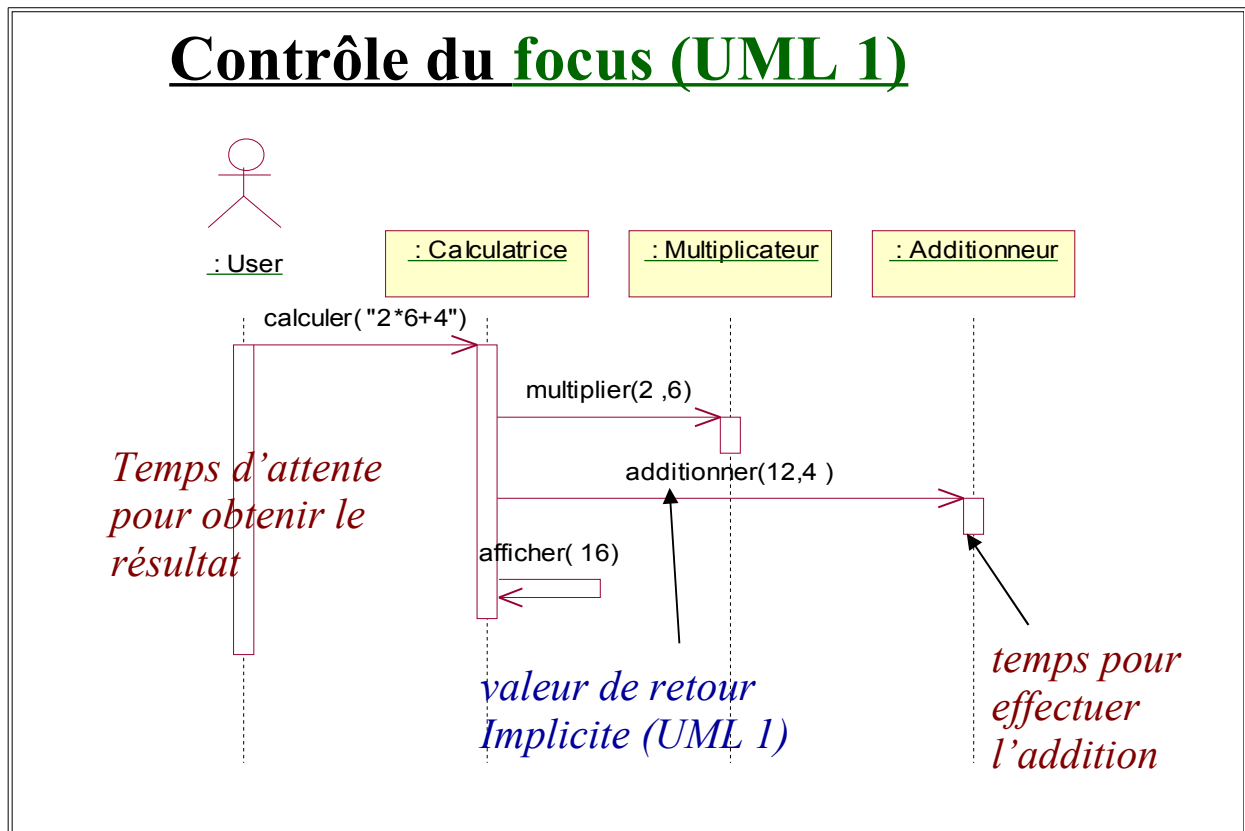 Contrôle du focus (UML 1)
: User
: Calculatrice
: Multiplicateur
: Additionneur
calculer( "2*6+4")
multiplier(2 ,6)
additionner(12,4 )
afficher( 16)
Temps d’attente
pour obtenir le
résultat
valeur de retour
Implicite (UML 1)
temps pour
effectuer
l’addition